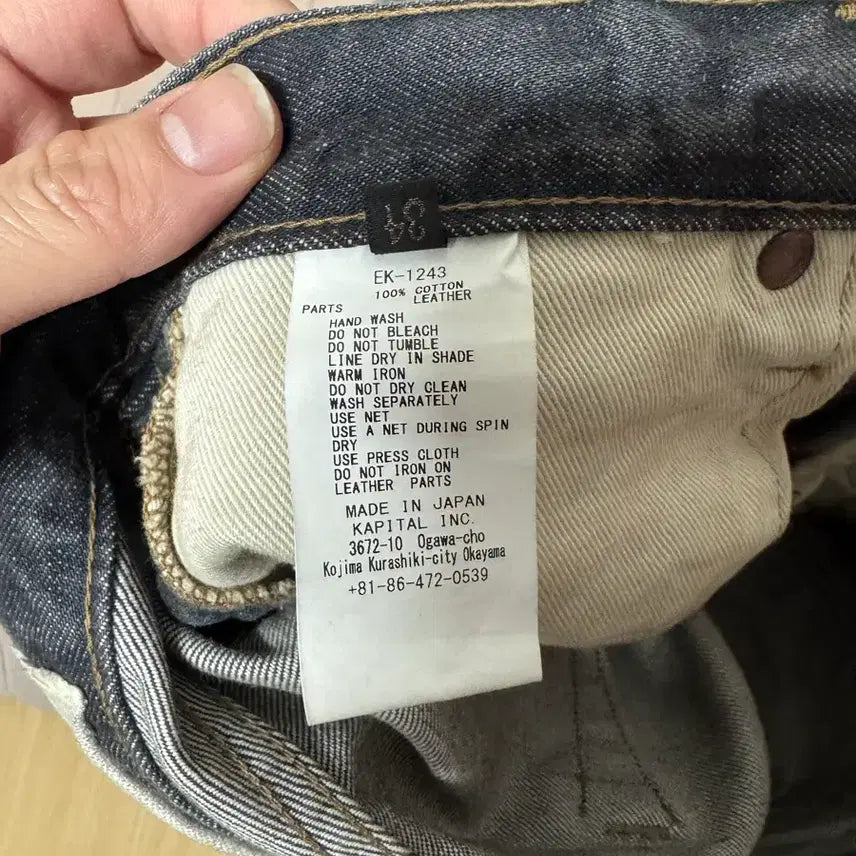 34
EK-1243
100% COTTON
PARTS LEATHER
HAND WASH
DO NOT BLEACH
DO NOT TUMBLE
LINE DRY IN SHADE
WARM IRON
DO NOT DRY CLEAN
WASH SEPARATELY
USE NET
USE A NET DURING SPIN
DRY
USE PRESS CLOTH
DO NOT IRON ON
LEATHER PARTS
MADE IN JAPAN
KAPITAL INC.
3672-10 Ogawa-cho
Kojima Kurashiki-city Okayama
+81-86-472-0539